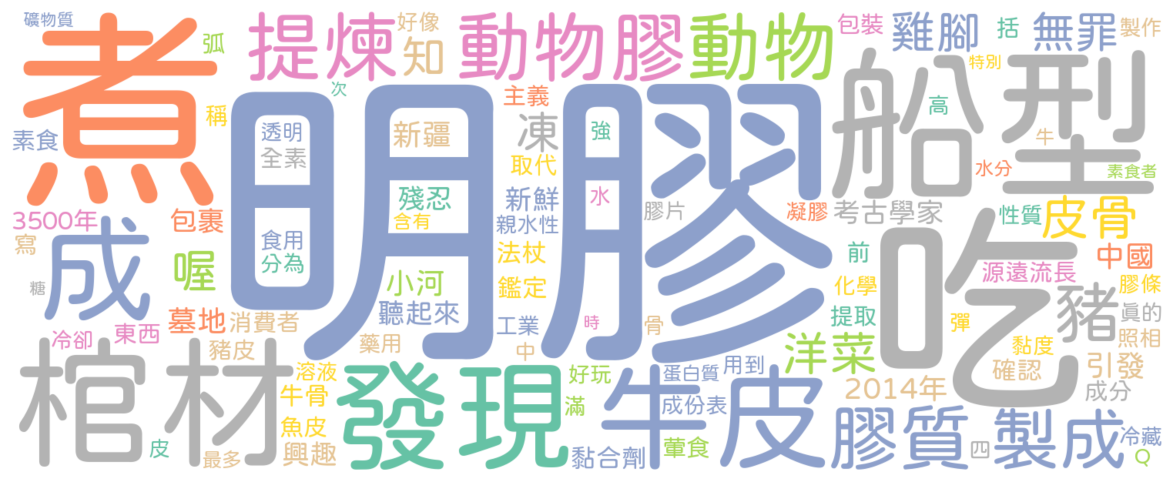 礦物質
煮
弧
提煉
好像
知
動物膠
動物
包裝
雞腳
括
無罪
製作
特別
次
主義
船型
稱
素食
透明
全素
明膠
新疆
凍
強
高
牛
取代
水分
素食者
殘忍
含有
新鮮
水
膠片
凝膠
考古學家
性質
皮骨
3500年
包裹
寫
成
喔
食用
分為
親水性
法杖
前
吃
中國
源遠流長
糖
小河
鑑定
化學
豬
膠條
墓地
消費者
聽起來
工業
時
提取
彈
真的
冷卻
東西
豬皮
藥用
中
骨
洋菜
黏度
照相
棺材
溶液
發現
好玩
牛皮
蛋白質
用到
確認
引發
牛骨
滿
成份表
2014年
成分
魚皮
膠質
製成
冷藏
皮
最多
興趣
黏合劑
葷食
四
Q